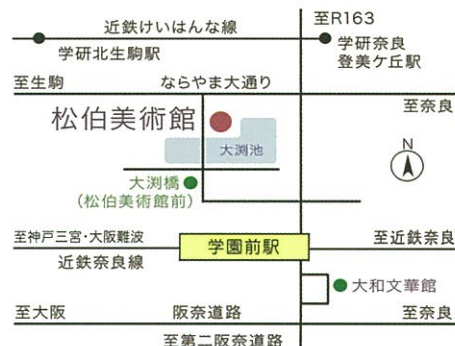 近鉄けいはんな線
至R163
学研北生駒駅
学研奈良
登美ケ丘駅
至生駒
ならやま大通り
至奈良
松伯美術館
大渕池
N
大渕橋
(松伯美術館前)
至神戸三宮・大阪難波
学園前駅
至近鉄奈良
近鉄奈良線
大和文華館
至大阪
阪奈道路
至奈良
至第二阪奈道路